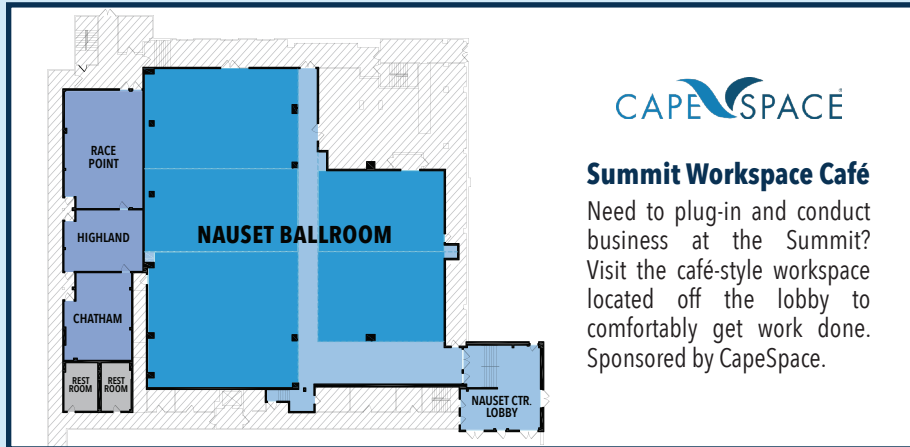 RACE
POINT
HIGHLAND
CHATHAM
REST
ROOM
REST
ROOM
NAUSET BALLROOM
NAUSET CTR.
LOBBY
CAPE SPACE
Summit Workspace Café
Need to plug-in and conduct
business at the Summit?
Visit the café-style workspace
located off the lobby to
comfortably get work done.
Sponsored by CapeSpace.